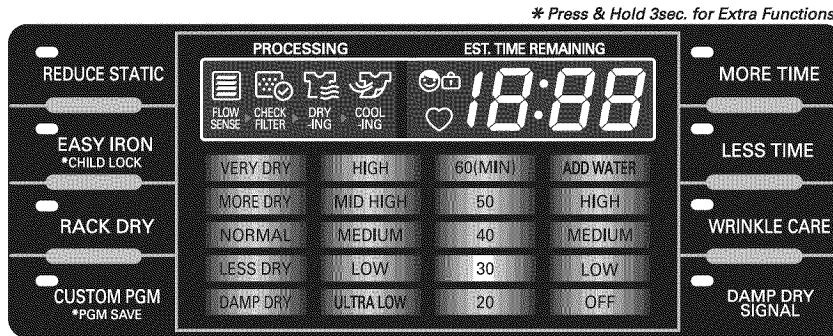 * Press & Hold 3sec. for Extra Functions
REDUCE STATIC
EASY IRON
*CHILD LOCK
RACK DRY
CUSTOM PGM
*PGM SAVE
PROCESSING
EST. TIME REMAINING
FLOW
SENSE
CHECK
FILTER
DRY
-ING
COOL
-ING
18:88
VERY DRY HIGH 60(MIN) ADD WATER
MORE DRY MID HIGH 50 HIGH
NORMAL MEDIUM 40 MEDIUM
LESS DRY LOW 30 LOW
DAMP DRY ULTRA LOW 20 OFF
MORE TIME
LESS TIME
WRINKLE CARE
DAMP DRY
SIGNAL